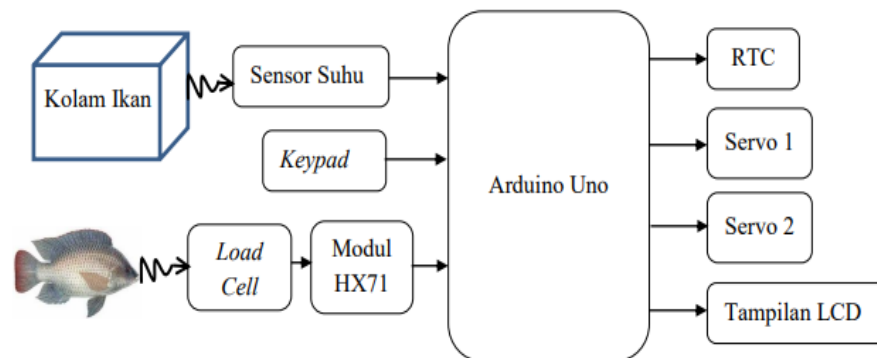 Kolam Ikan
Sensor Suhu
Keypad
Load
Cell
Modul
HX71
Arduino Uno
RTC
Servo 1
Servo 2
Tampilan LCD